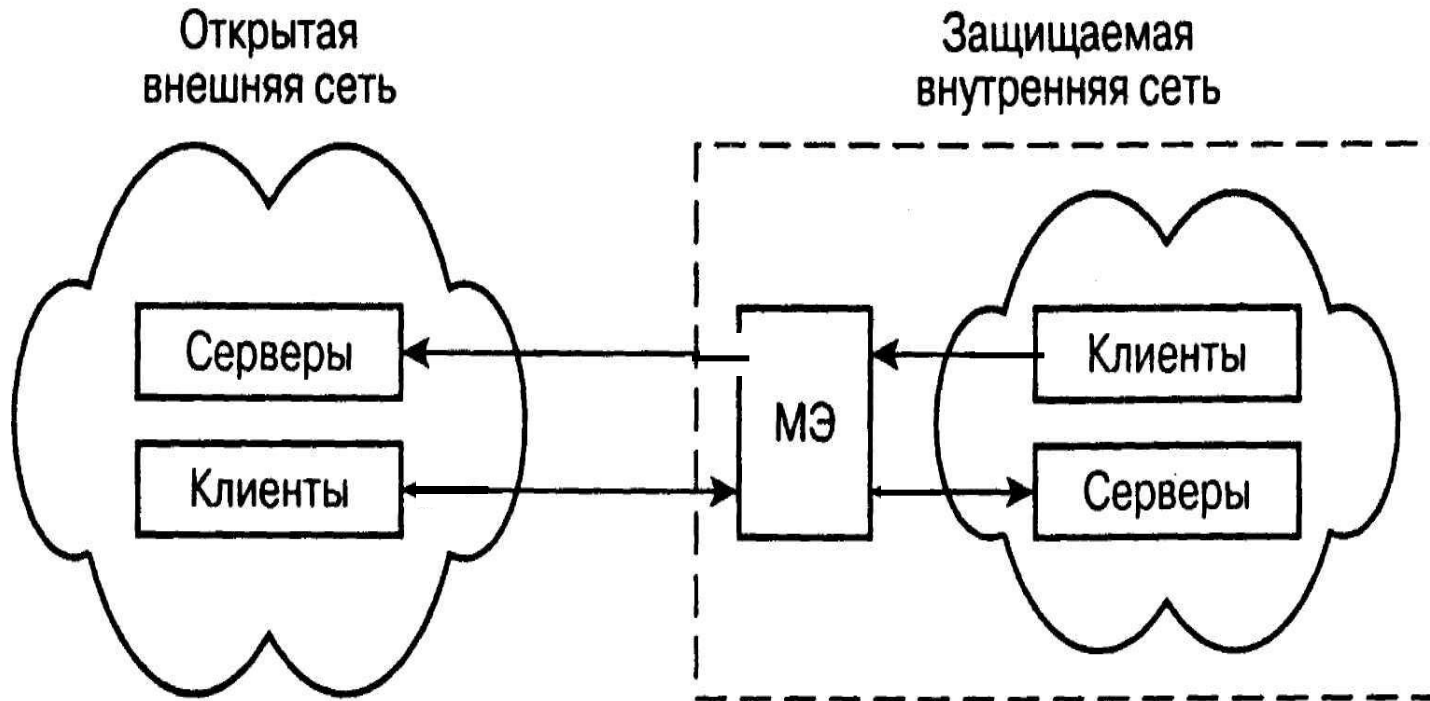 Открытая
внешняя сеть
Защищаемая
внутренняя сеть
Серверы
Клиенты
МЭ
Клиенты
Серверы